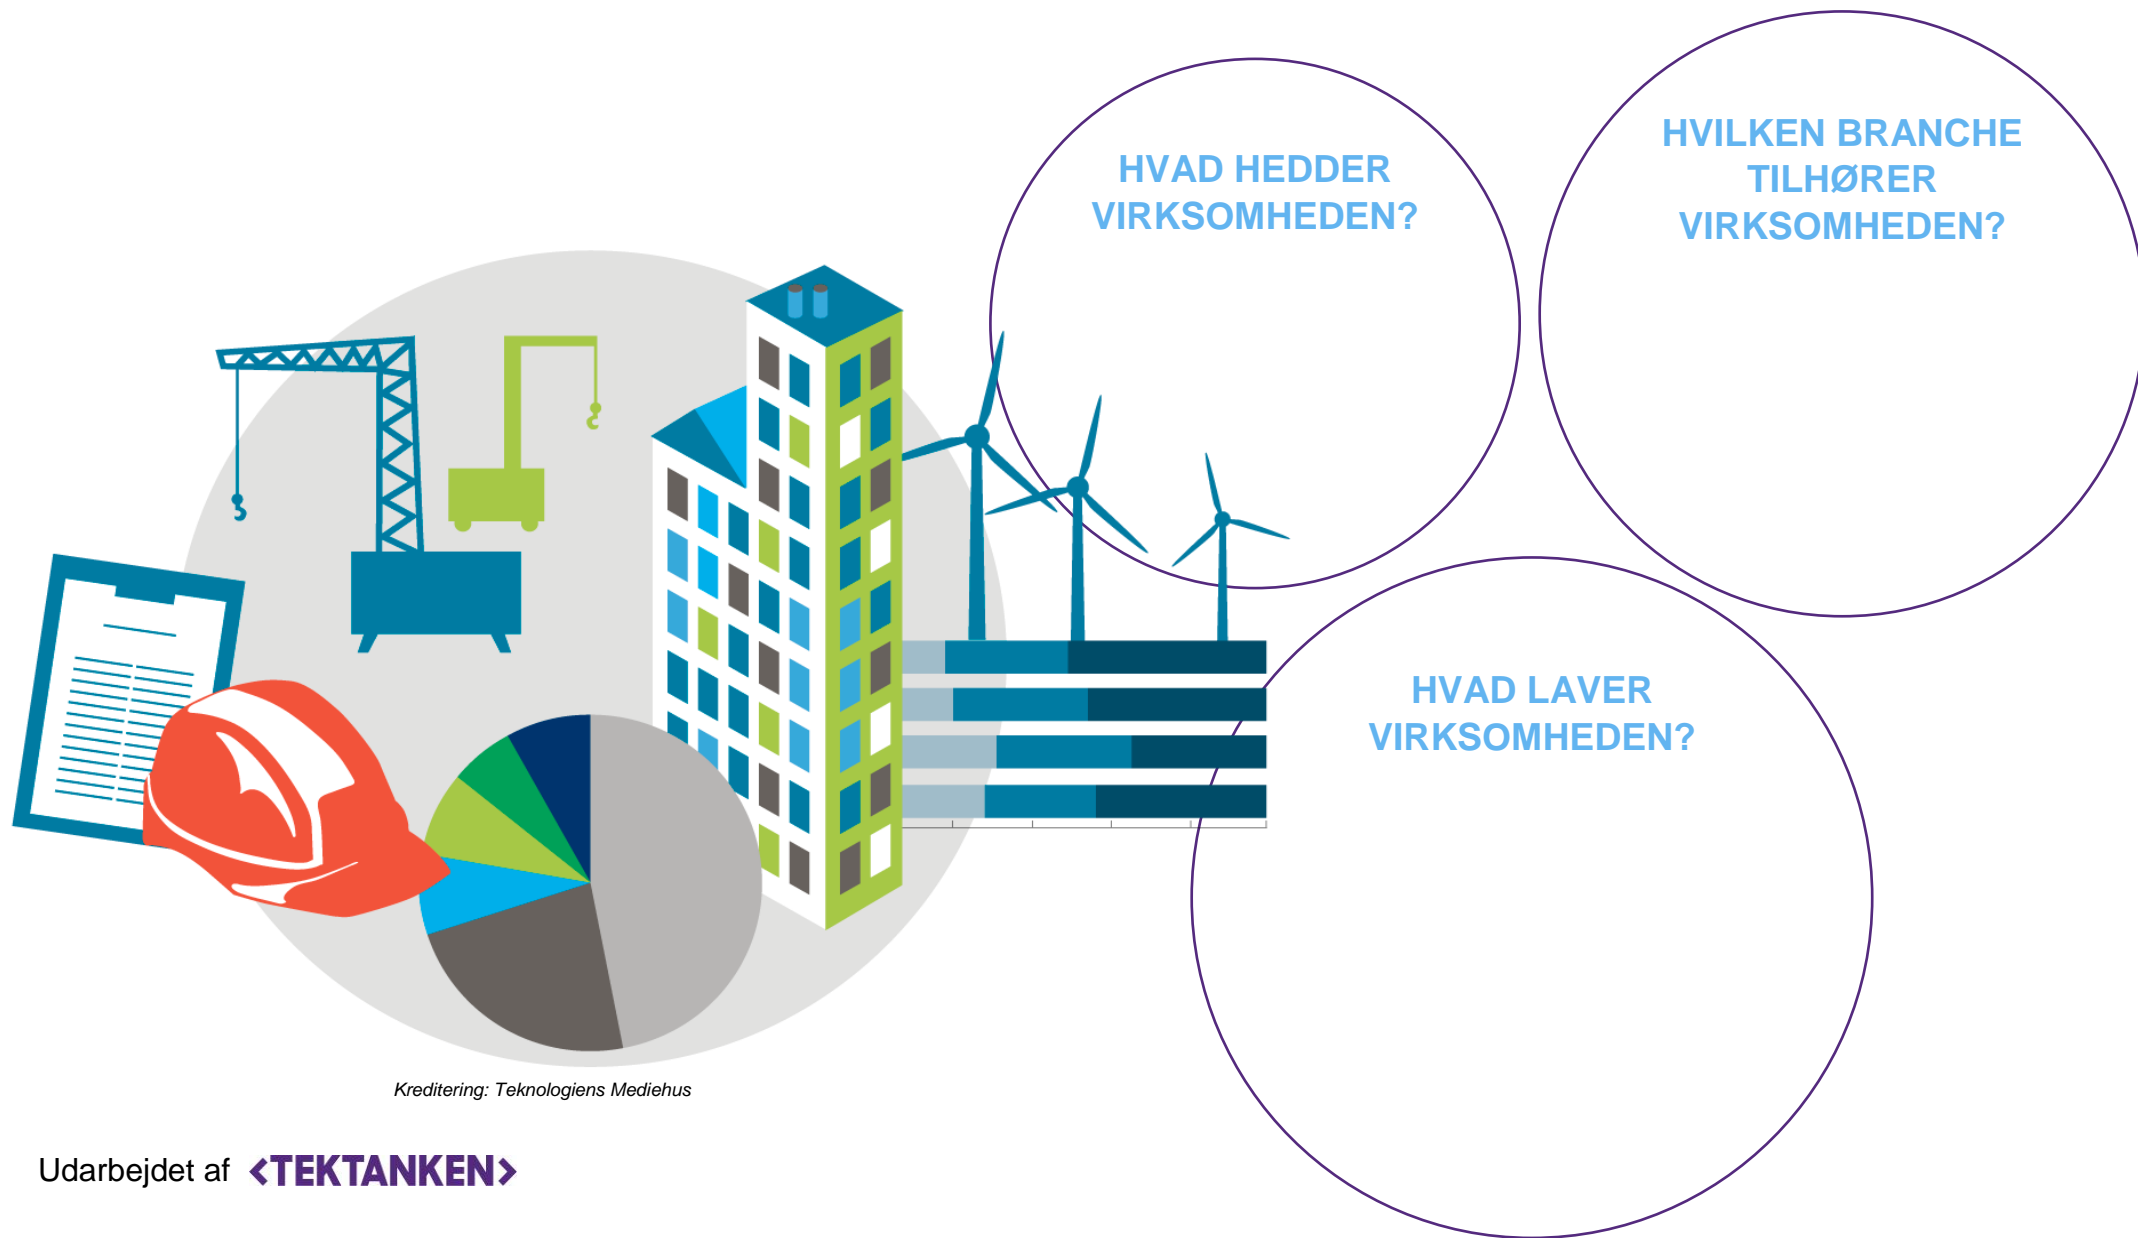 HVAD HEDDER
VIRKSOMHEDEN?
HVILKEN BRANCHE
TILHØRER
VIRKSOMHEDEN?
HVAD LAVER
VIRKSOMHEDEN?
Kreditering: Teknologiens Mediehus
Udarbejdet af <TEKTANKEN>